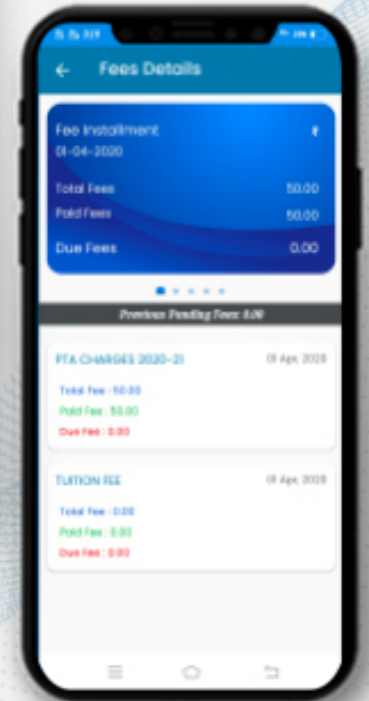 Fees Details
Fee Installment ₹
01-04-2020
Total Fees 50.00
Paid Fees 50.00
Due Fees 0.00
Previous Pending Fees: 0.00
PTA CHARGES 2020-21 01 Apr, 2020
Total Fee : 50.00
Paid Fee : 50.00
Due Fee : 0.00
TUITION FEE 01 Apr, 2020
Total Fee : 0.00
Paid Fee : 0.00
Due Fee : 0.00